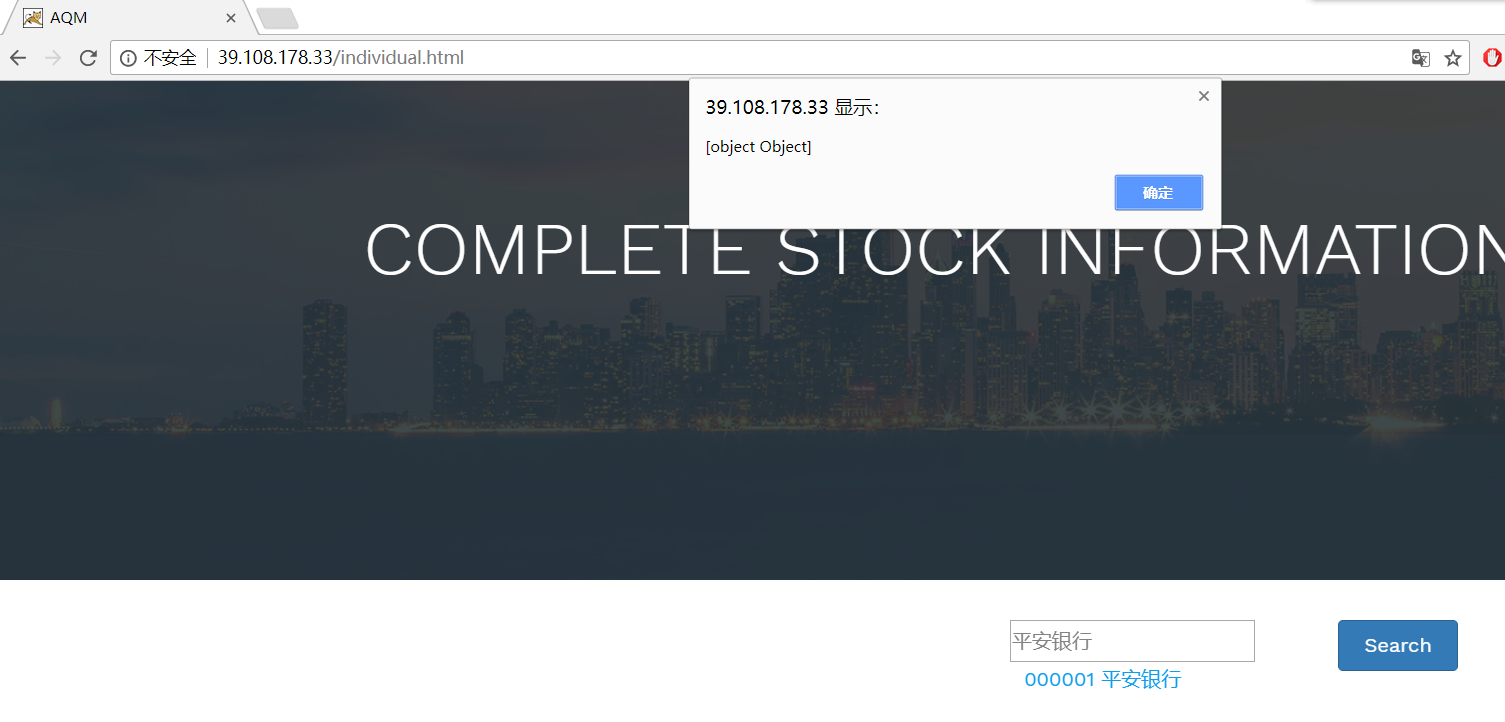 AQM
不安全 39.108.178.33/individual.html
39.108.178.33 显示：
[object Object]
确定
COMPLETE STOCK INFORMATION
平安银行
Search
000001 平安银行